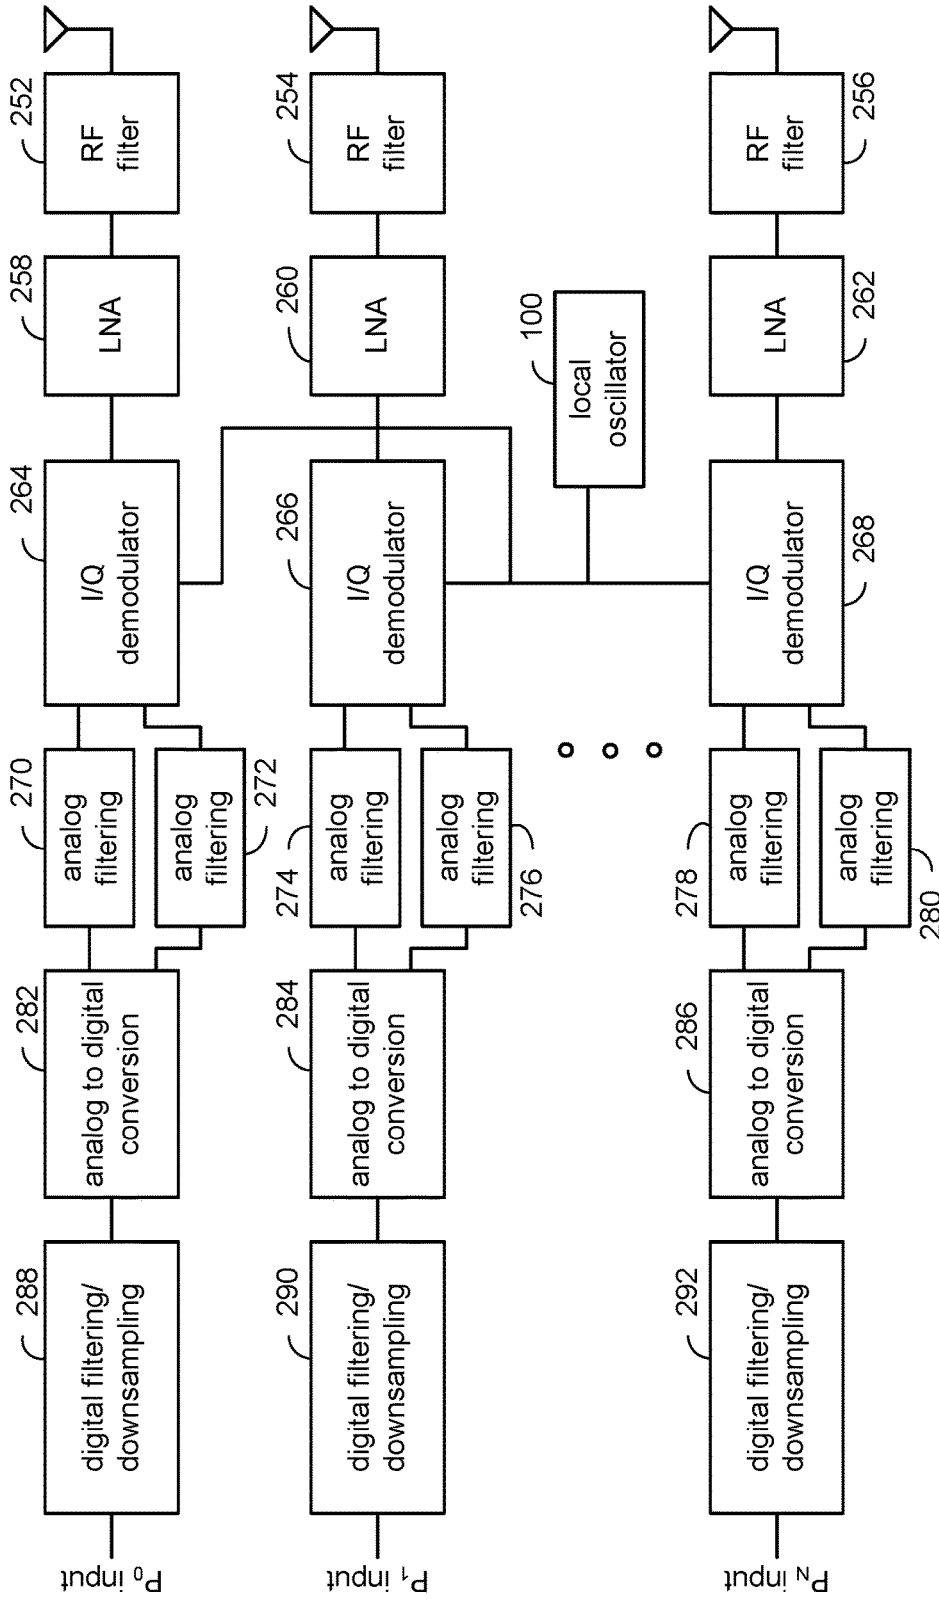 P0 input
288
digital filtering/
downsampling
282
analog to digital
conversion
270
analog
filtering
analog
filtering
272
264
I/Q
demodulator
258
LNA
252
RF
filter
P1 input
290
digital filtering/
downsampling
284
analog to digital
conversion
274
analog
filtering
analog
filtering
276
266
I/Q
demodulator
260
LNA
254
RF
filter
100
local
oscillator
PN input
292
digital filtering/
downsampling
286
analog to digital
conversion
278
analog
filtering
analog
filtering
280
I/Q
demodulator
268
LNA
262
RF
filter
256